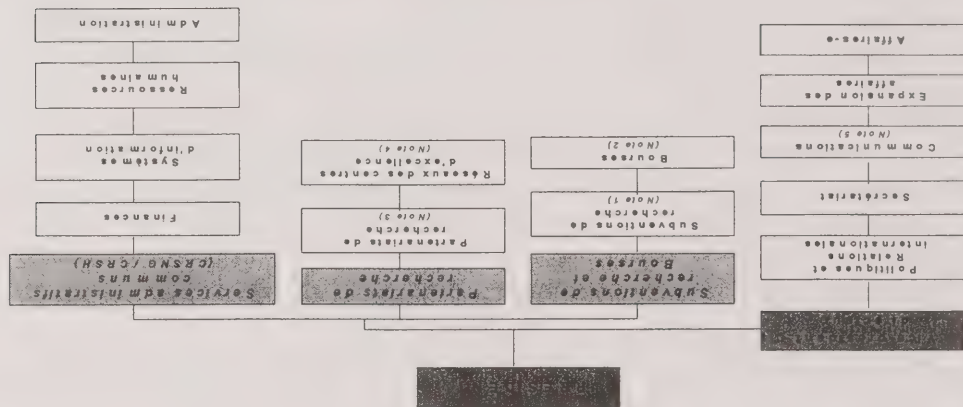 Politiques et
Relations
internationales
Secrétariat
Communications
(Note 5)
Expansion des
affaires
Affaires-e
Subventions de
recherche et
Bourses
Subventions de
recherche
(Note 1)
Bourses
(Note 2)
Partenariats de
recherche
Partenariats de
recherche
(Note 3)
Réseaux des centres
d'excellence
(Note 4)
Services administratifs
communs
(CRSNG / CRSH)
Finances
Systèmes
d'information
Ressources
humaines
Administration